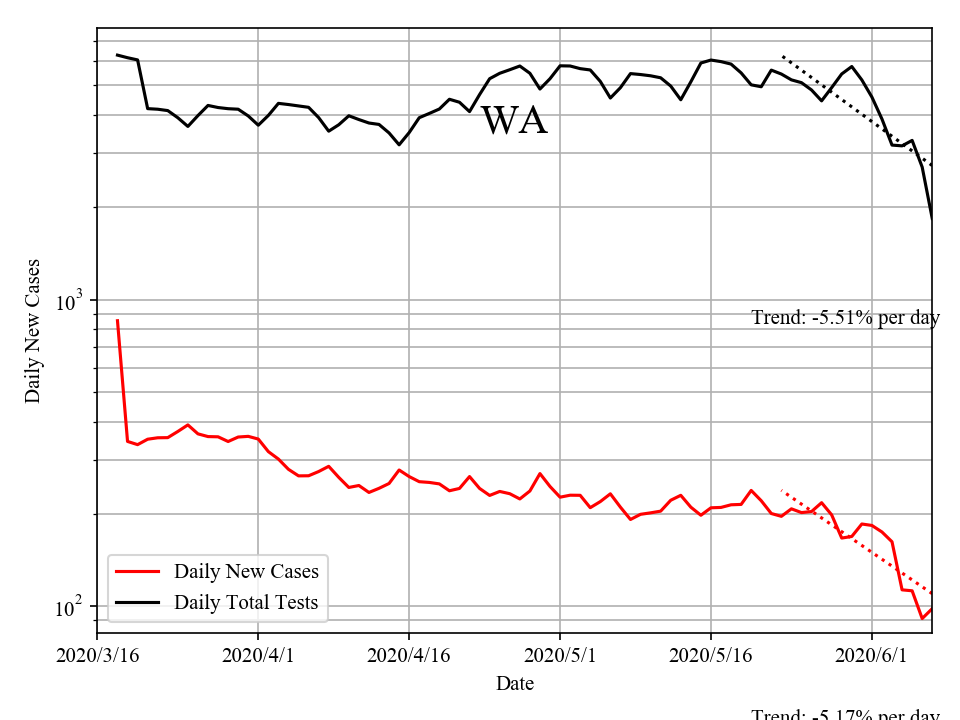 WA
Daily New Cases
10³
10²
Trend: -5.51% per day
Daily New Cases
Daily Total Tests
2020/3/16
2020/4/1
2020/4/16
2020/5/1
2020/5/16
2020/6/1
Date
Trend: -5.17% per day